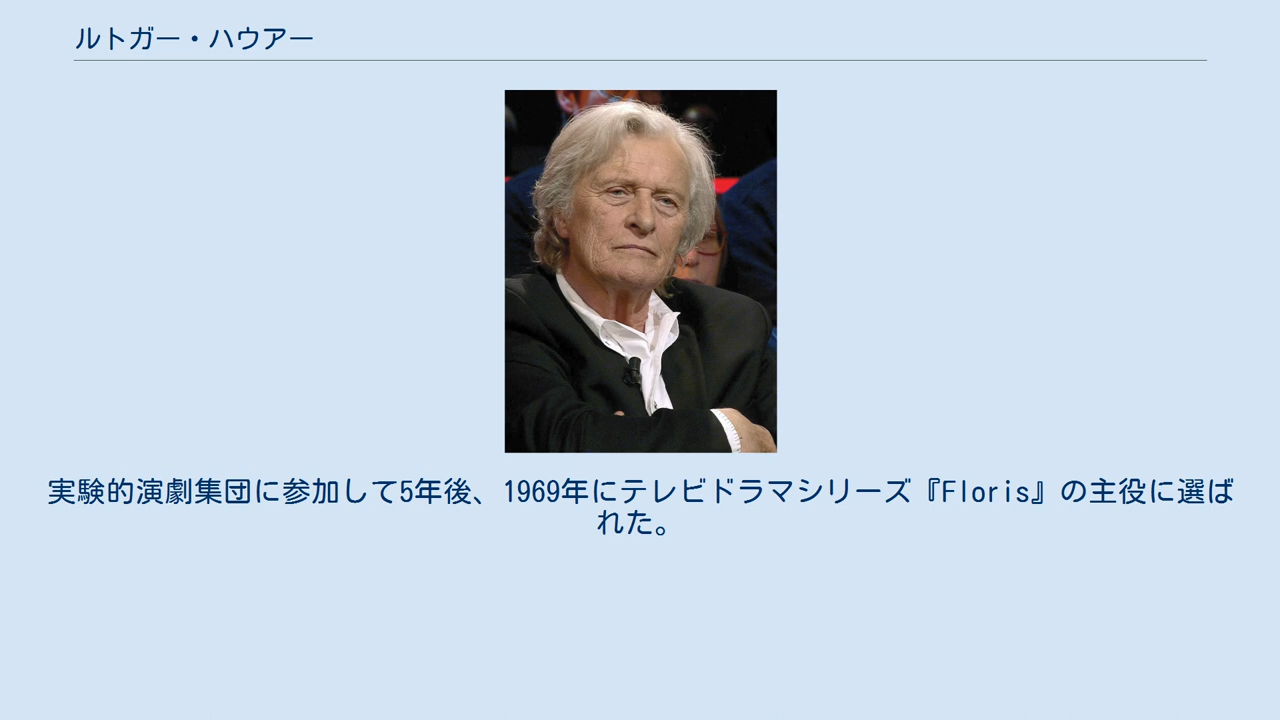 ルトガー・ハウアー
実験的演劇集団に参加して5年後、1969年にテレビドラマシリーズ『Floris』の主役に選ば
れた。